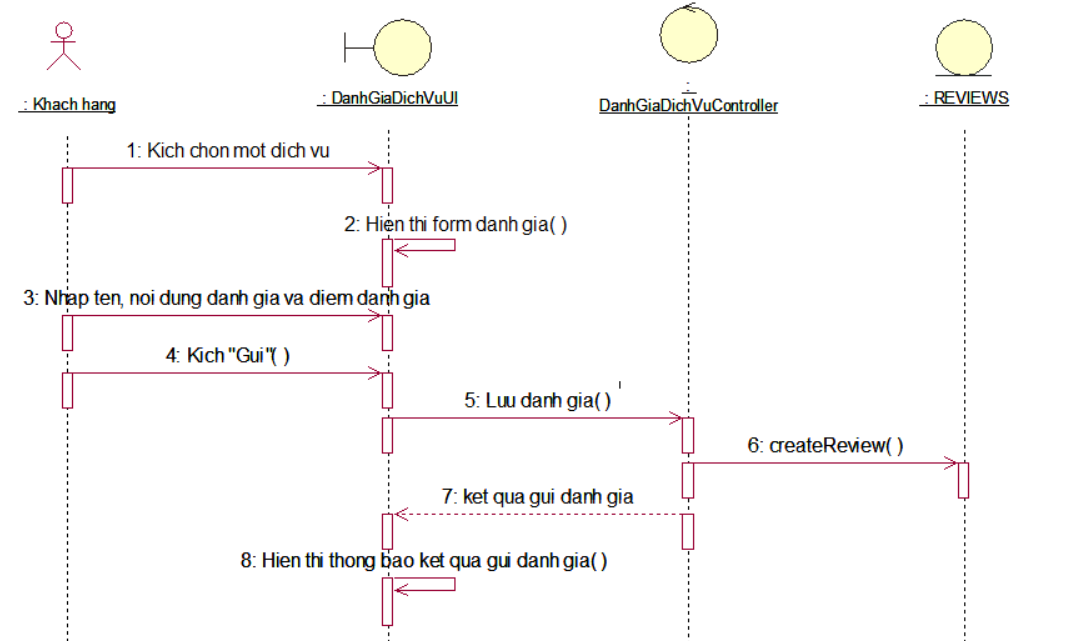 : Khach hang
: DanhGiaDichVuUI
:
DanhGiaDichVuController
: REVIEWS
1: Kich chon mot dich vu
2: Hien thi form danh gia( )
3: Nhap ten, noi dung danh gia va diem danh gia
4: Kich "Gui"( )
5: Luu danh gia( )
6: createReview( )
7: ket qua gui danh gia
8: Hien thi thong bao ket qua gui danh gia( )